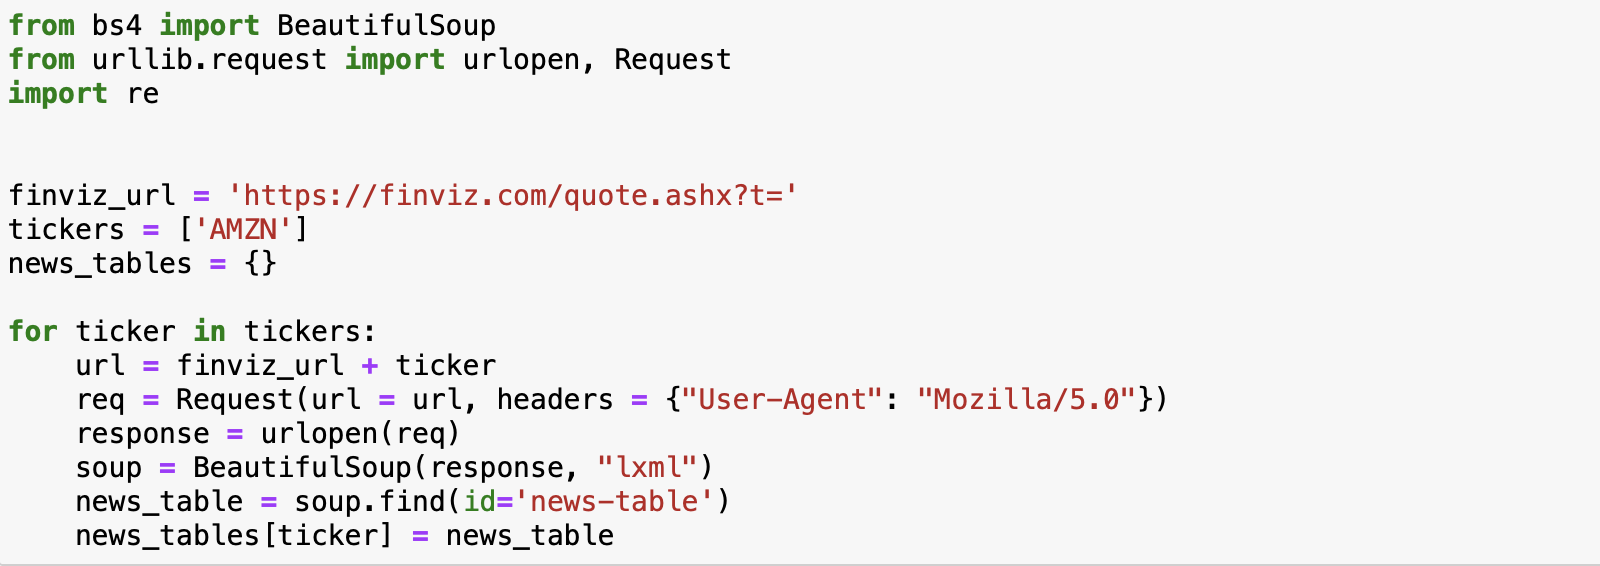 from bs4 import BeautifulSoup
from urllib.request import urlopen, Request
import re
finviz_url = 'https://finviz.com/quote.ashx?t='
tickers = ['AMZN']
news_tables = {}
for ticker in tickers:
    url = finviz_url + ticker
    req = Request(url = url, headers = {"User-Agent": "Mozilla/5.0"})
    response = urlopen(req)
    soup = BeautifulSoup(response, "lxml")
    news_table = soup.find(id='news-table')
    news_tables[ticker] = news_table